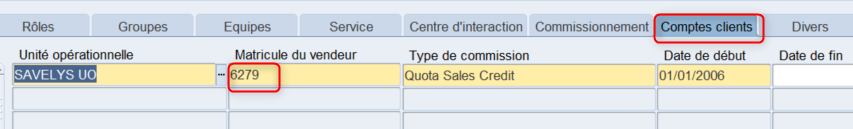 Rôles Groupes Equipes Service Centre d'interaction Commissionnement Comptes clients Divers
Unité opérationnelle Matricule du vendeur Type de commission Date de début Date de fin
SAVELYS UO ... 6279 Quota Sales Credit 01/01/2006